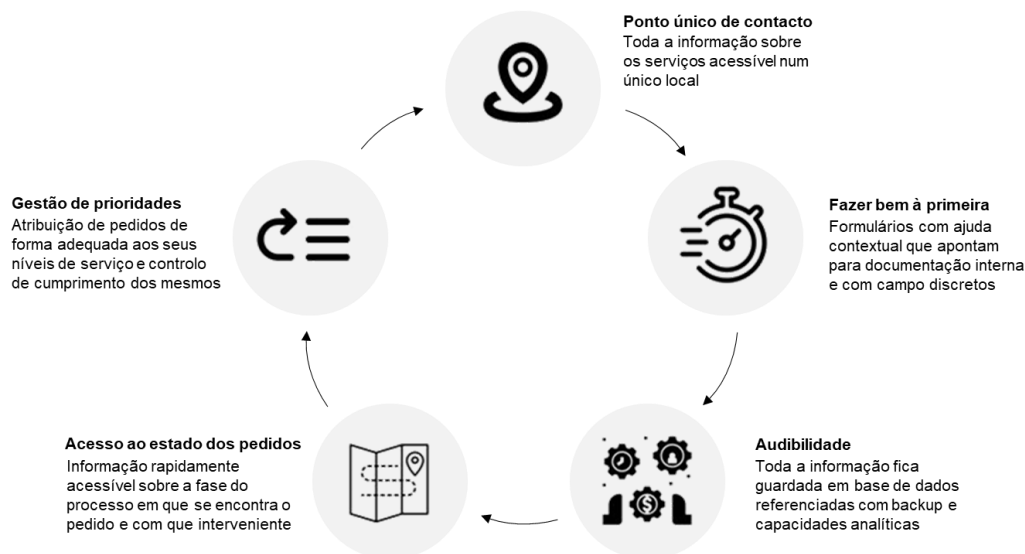 Ponto único de contacto
Toda a informação sobre
os serviços acessível num
único local
Fazer bem à primeira
Formulários com ajuda
contextual que apontam
para documentação interna
e com campo discretos
Audibilidade
Toda a informação fica
guardada em base de dados
referenciadas com backup e
capacidades analíticas
Acesso ao estado dos pedidos
Informação rapidamente
acessível sobre a fase do
processo em que se encontra o
pedido e com que interveniente
Gestão de prioridades
Atribuição de pedidos de
forma adequada aos seus
níveis de serviço e controlo
de cumprimento dos mesmos